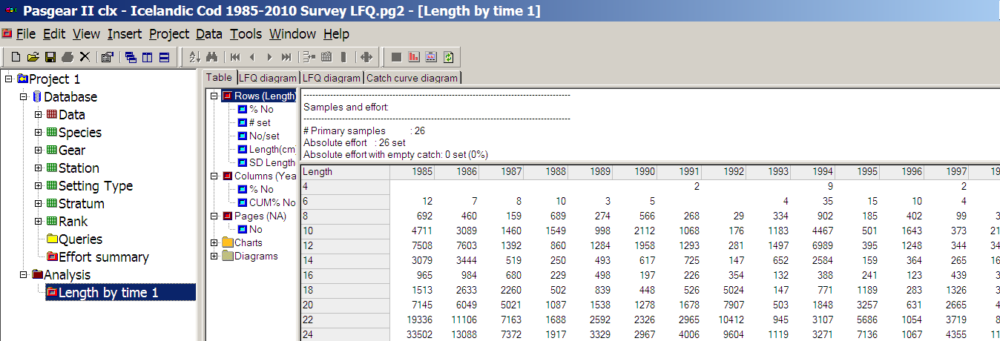 Pasgear II clx - Icelandic Cod 1985-2010 Survey LFQ.pg2 - [Length by time 1]
File Edit View Insert Project Data Tools Window Help
Project 1
Database
Data
Species
Gear
Station
Setting Type
Stratum
Rank
Queries
Effort summary
Analysis
Length by time 1
Table LFQ diagram LFQ diagram Catch curve diagram
Rows (Length)
% No
# set
No/set
Length(cm
SD Length
Columns (Yea
% No
CUM% No
Pages (NA)
No
Charts
Diagrams
------------------------------------------------------------------------------------------
Samples and effort:
------------------------------------------------------------------------------------------
# Primary samples : 26
Absolute effort : 26 set
Absolute effort with empty catch: 0 set (0%)
Length 1985 1986 1987 1988 1989 1990 1991 1992 1993 1994 1995 1996 1997 19
4 2 9 2
6 12 7 8 10 3 5 4 35 15 10 4
8 692 460 159 689 274 566 268 29 334 902 185 402 99 3
10 4711 3089 1460 1549 998 2112 1068 176 1183 4467 501 1643 373 21
12 7508 7603 1392 860 1284 1958 1293 281 1497 6989 395 1248 344 34
14 3079 3444 519 250 493 617 725 147 652 2584 159 364 265 16
16 965 984 680 229 498 197 226 354 132 388 241 123 439 3
18 1513 2633 2260 502 839 448 526 5024 147 771 1189 283 1326 3
20 7145 6049 5021 1087 1538 1278 1678 7907 503 1848 3257 631 2665 4
22 19336 11106 7163 1688 2592 2326 2965 10412 945 3107 5686 1054 3719 8
24 33502 13088 7372 1917 3329 2967 4006 9604 1119 3271 7136 1067 4355 11